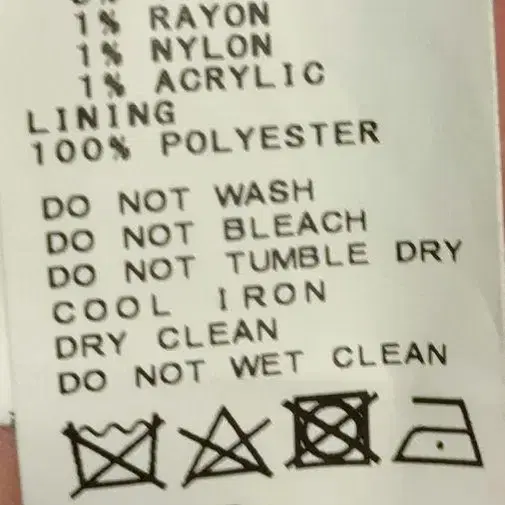 1% RAYON
1% NYLON
1% ACRYLIC
LINING
100% POLYESTER
DO NOT WASH
DO NOT BLEACH
DO NOT TUMBLE DRY
COOL IRON
DRY CLEAN
DO NOT WET CLEAN